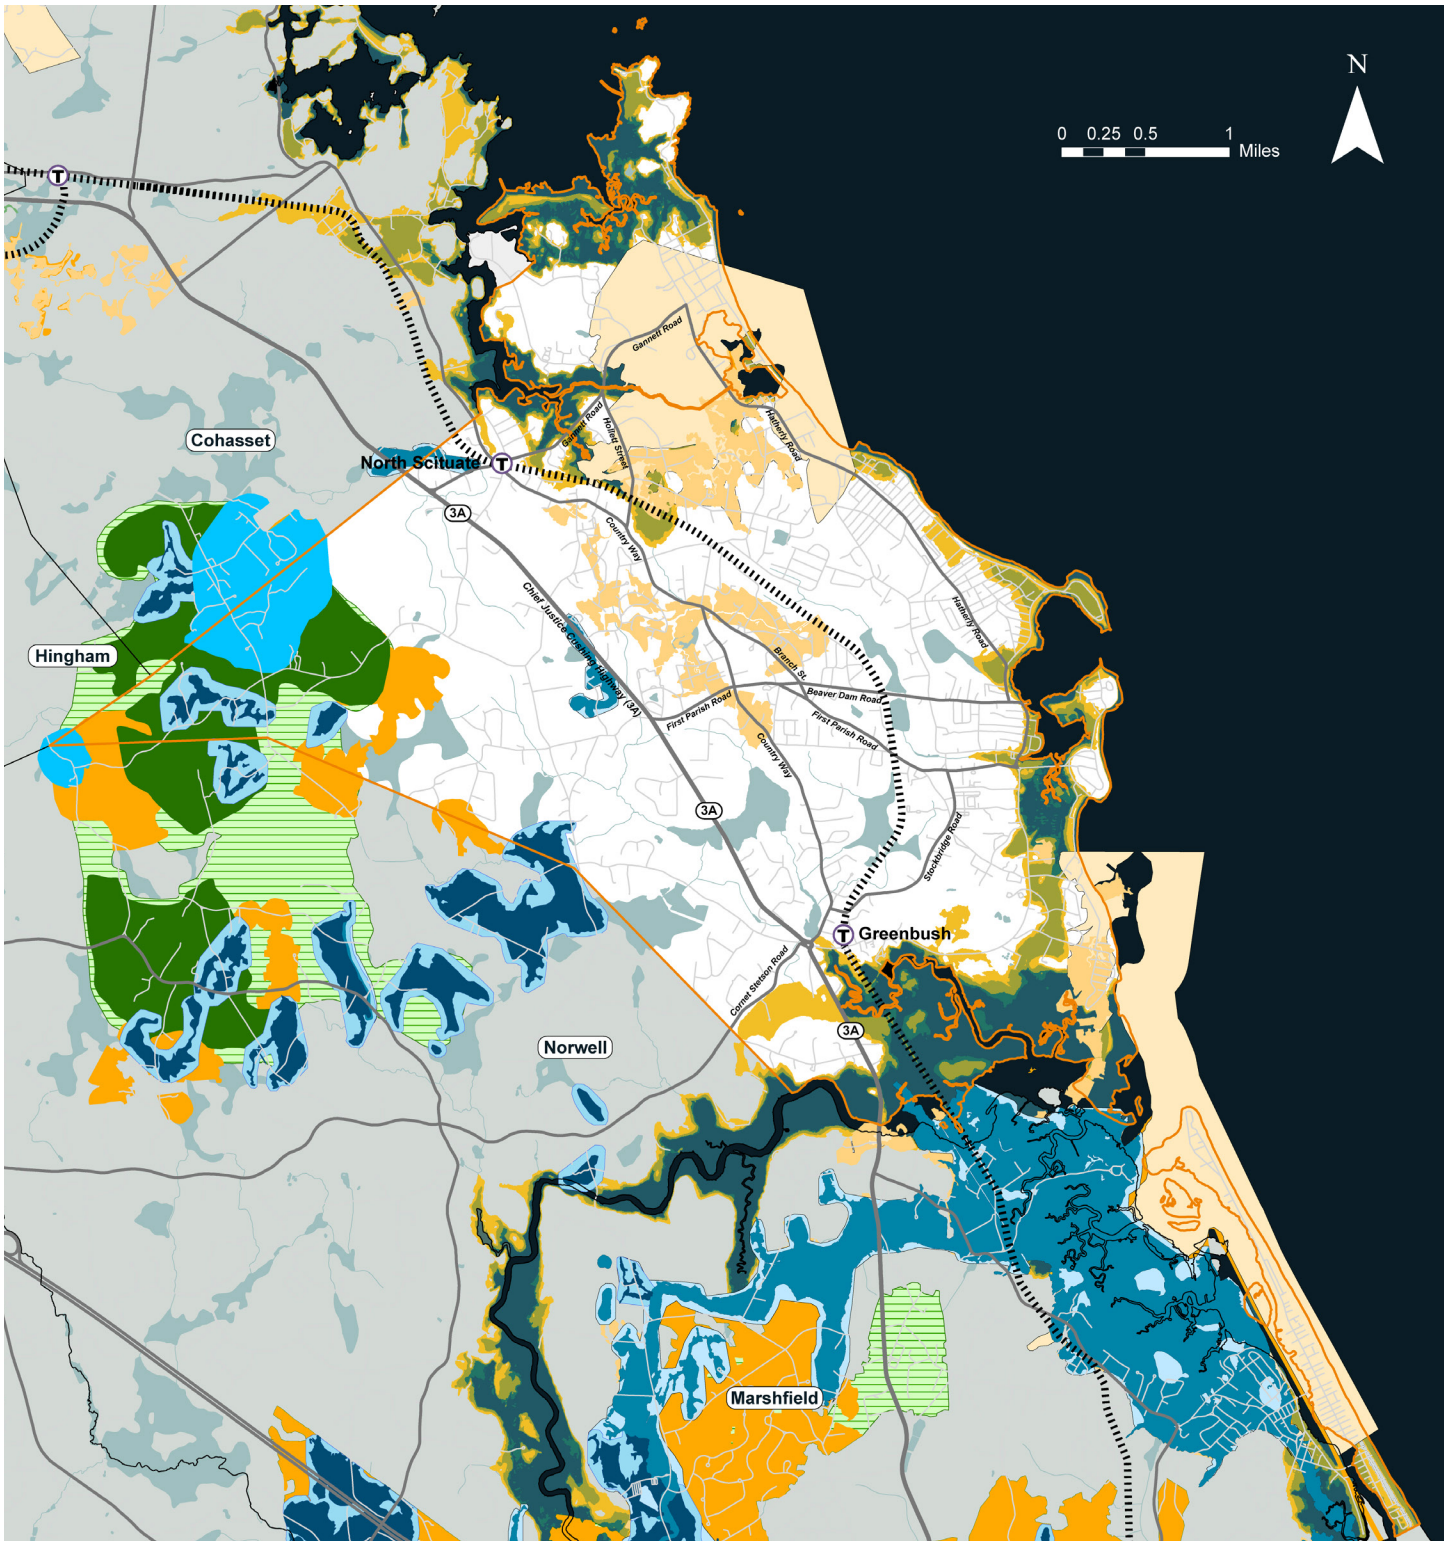 N
0 0.25 0.5 1
Miles
T
Gannett Road
Gannett Road
Hollett Street
Hatherly Road
Cohasset
North Scituate
T
3A
Country Way
Chief Justice Cushing Highway (3A)
Hatherly Road
Hingham
Branch St.
Beaver Dam Road
First Parish Road
First Parish Road
Country Way
3A
Stockbridge Road
T
Greenbush
Cornet Stetson Road
3A
Norwell
Marshfield